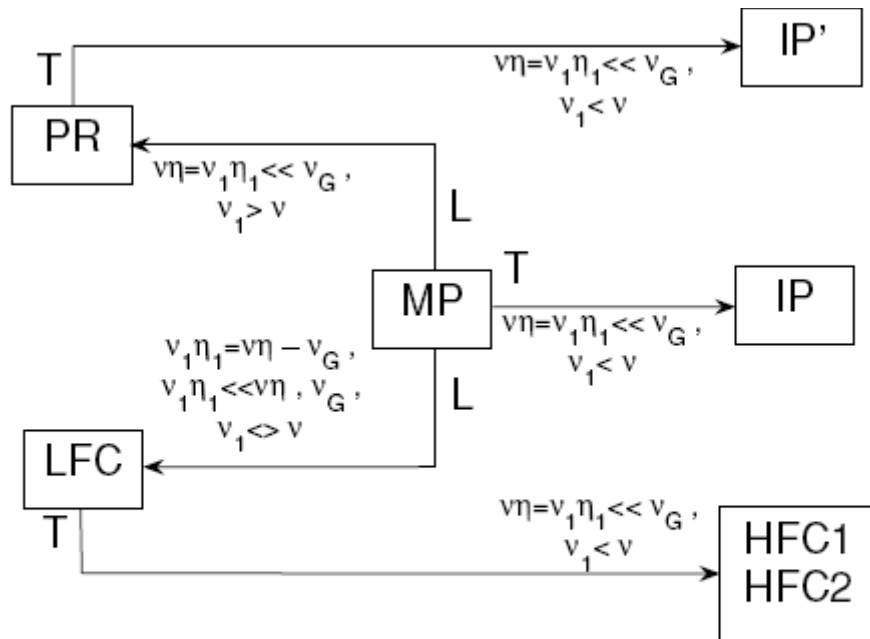 IP'
T
νη=ν₁η₁<< ν_G ,
ν₁< ν
PR
νη=ν₁η₁<< ν_G ,
ν₁> ν
L
T
MP
IP
νη=ν₁η₁<< ν_G ,
ν₁< ν
ν₁η₁=νη – ν_G ,
ν₁η₁<<νη , ν_G ,
ν₁<> ν
L
LFC
T
νη=ν₁η₁<< ν_G ,
ν₁< ν
HFC1
HFC2